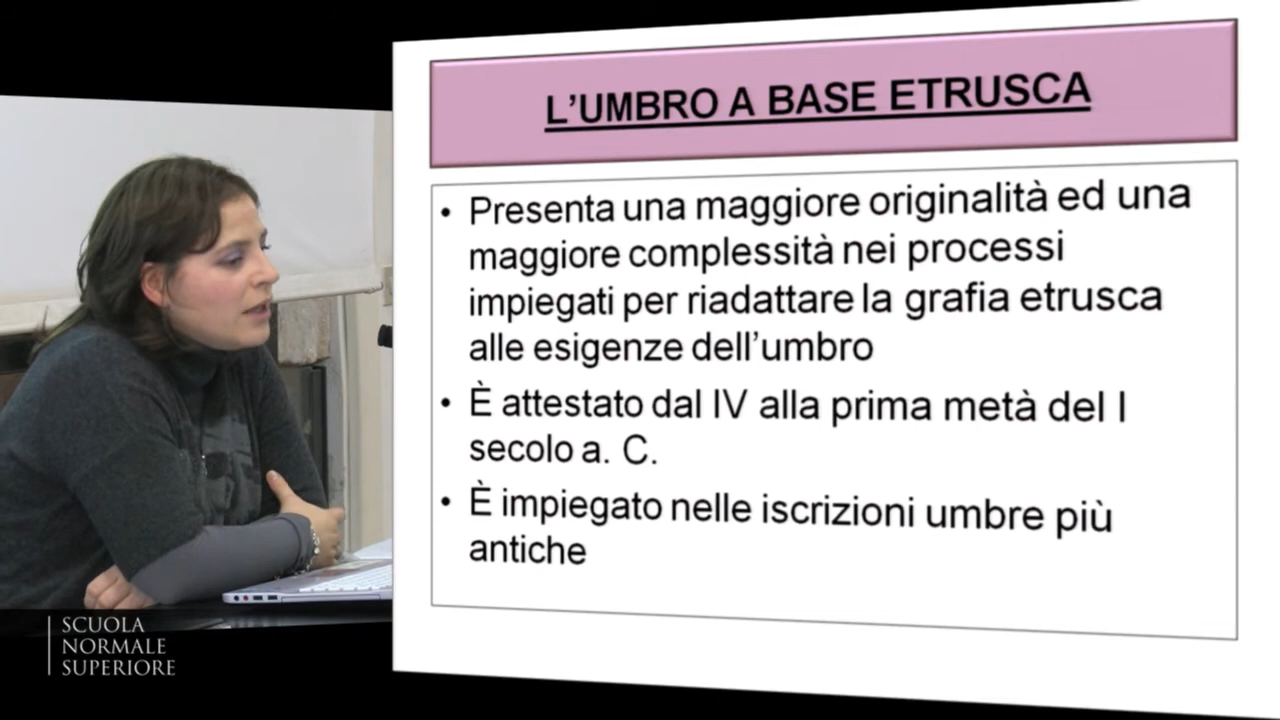 L'UMBRO A BASE ETRUSCA
• Presenta una maggiore originalità ed una
maggiore complessità nei processi
impiegati per riadattare la grafia etrusca
alle esigenze dell'umbro
• È attestato dal IV alla prima metà del I
secolo a. C.
• È impiegato nelle iscrizioni umbre più
antiche
SCUOLA
NORMALE
SUPERIORE